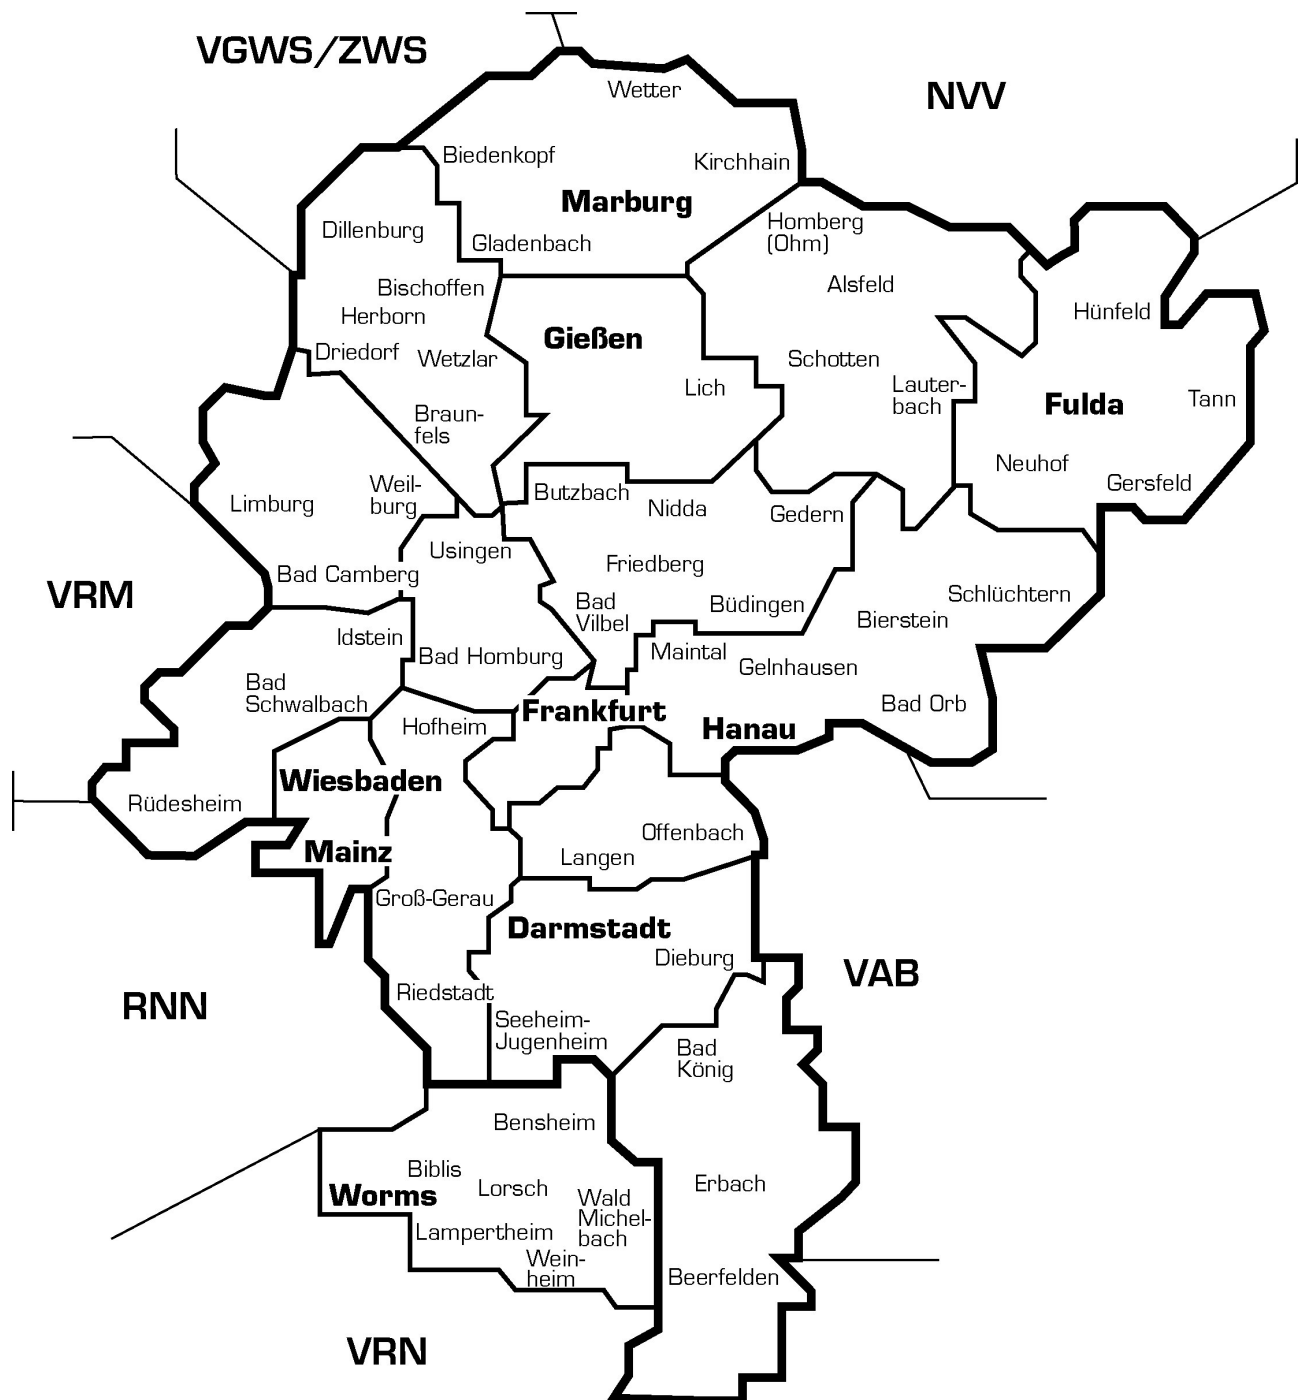 VGWS/ZWS
NVV
Wetter
Biedenkopf
Kirchhain
Marburg
Dillenburg
Gladenbach
Homberg
(Ohm)
Bischoffen
Alsfeld
Herborn
Hünfeld
Gießen
Driedorf
Wetzlar
Schotten
Lich
Lauter-
bach
Fulda
Tann
Braun-
fels
Neuhof
Gersfeld
Weil-
burg
Limburg
Butzbach
Nidda
Gedern
Usingen
Friedberg
Bad Camberg
VRM
Schlüchtern
Bad
Vilbel
Büdingen
Bierstein
Idstein
Maintal
Bad Homburg
Gelnhausen
Bad
Schwalbach
Bad Orb
Frankfurt
Hofheim
Hanau
Wiesbaden
Rüdesheim
Offenbach
Mainz
Langen
Groß-Gerau
Darmstadt
Dieburg
VAB
Riedstadt
RNN
Seeheim-
Jugenheim
Bad
König
Bensheim
Biblis
Worms
Lorsch
Erbach
Wald
Michel-
bach
Lampertheim
Wein-
heim
Beerfelden
VRN